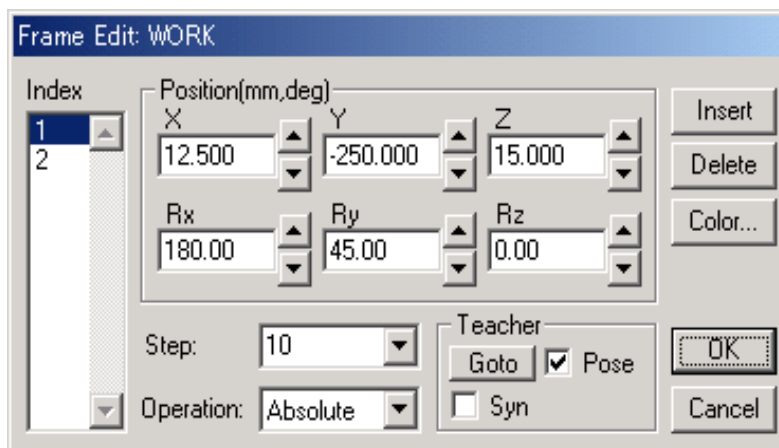 Frame Edit: WORK
Index
1
2
Position(mm,deg)
X Y Z
12.500 -250.000 15.000
Rx Ry Rz
180.00 45.00 0.00
Step: 10
Operation: Absolute
Teacher
Goto Pose
Syn
Insert
Delete
Color...
OK
Cancel